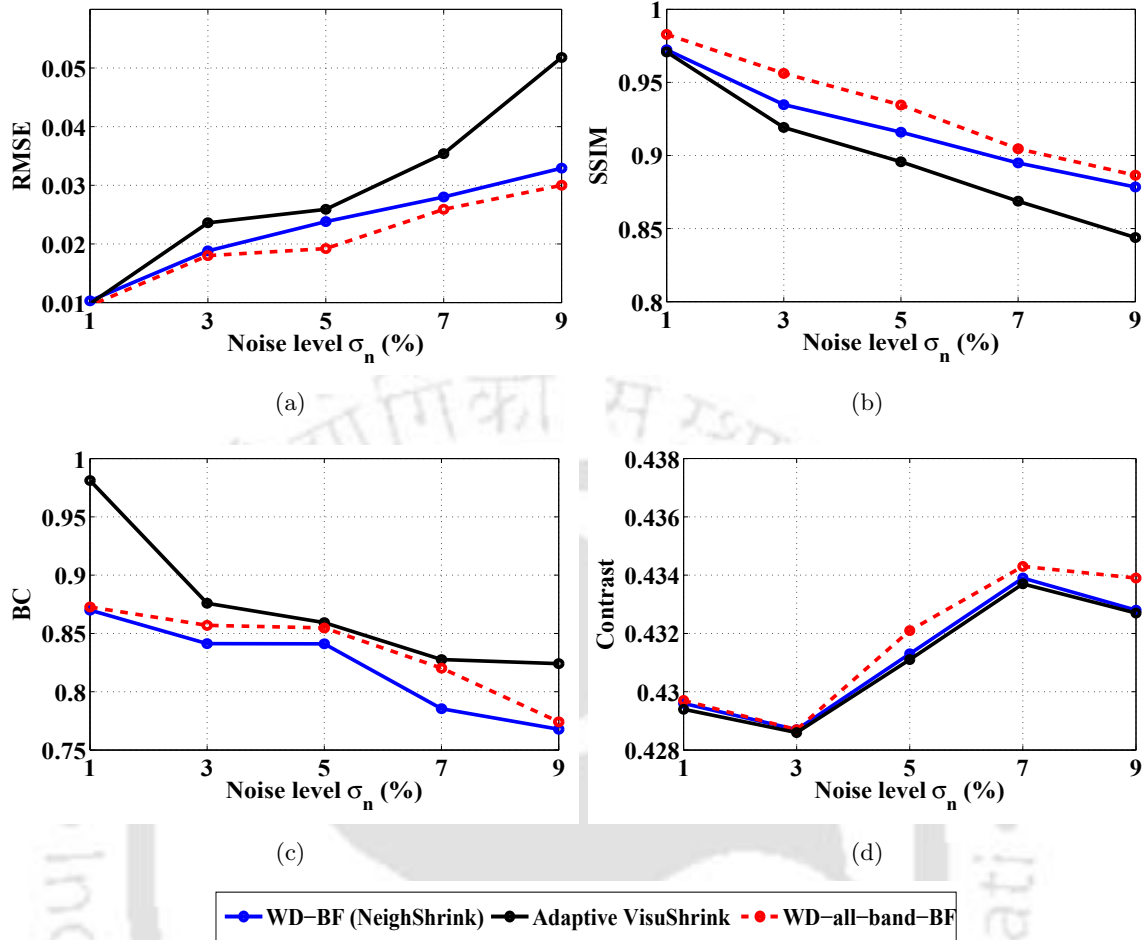 0.05
0.04
0.03
0.02
0.01
RMSE
1 3 5 7 9
Noise level σn (%)
(a)
1
0.95
0.9
0.85
0.8
SSIM
1 3 5 7 9
Noise level σn (%)
(b)
1
0.95
0.9
0.85
0.8
0.75
BC
1 3 5 7 9
Noise level σn (%)
(c)
0.438
0.436
0.434
0.432
0.43
0.428
Contrast
1 3 5 7 9
Noise level σn (%)
(d)
WD−BF (NeighShrink) Adaptive VisuShrink WD−all−band−BF